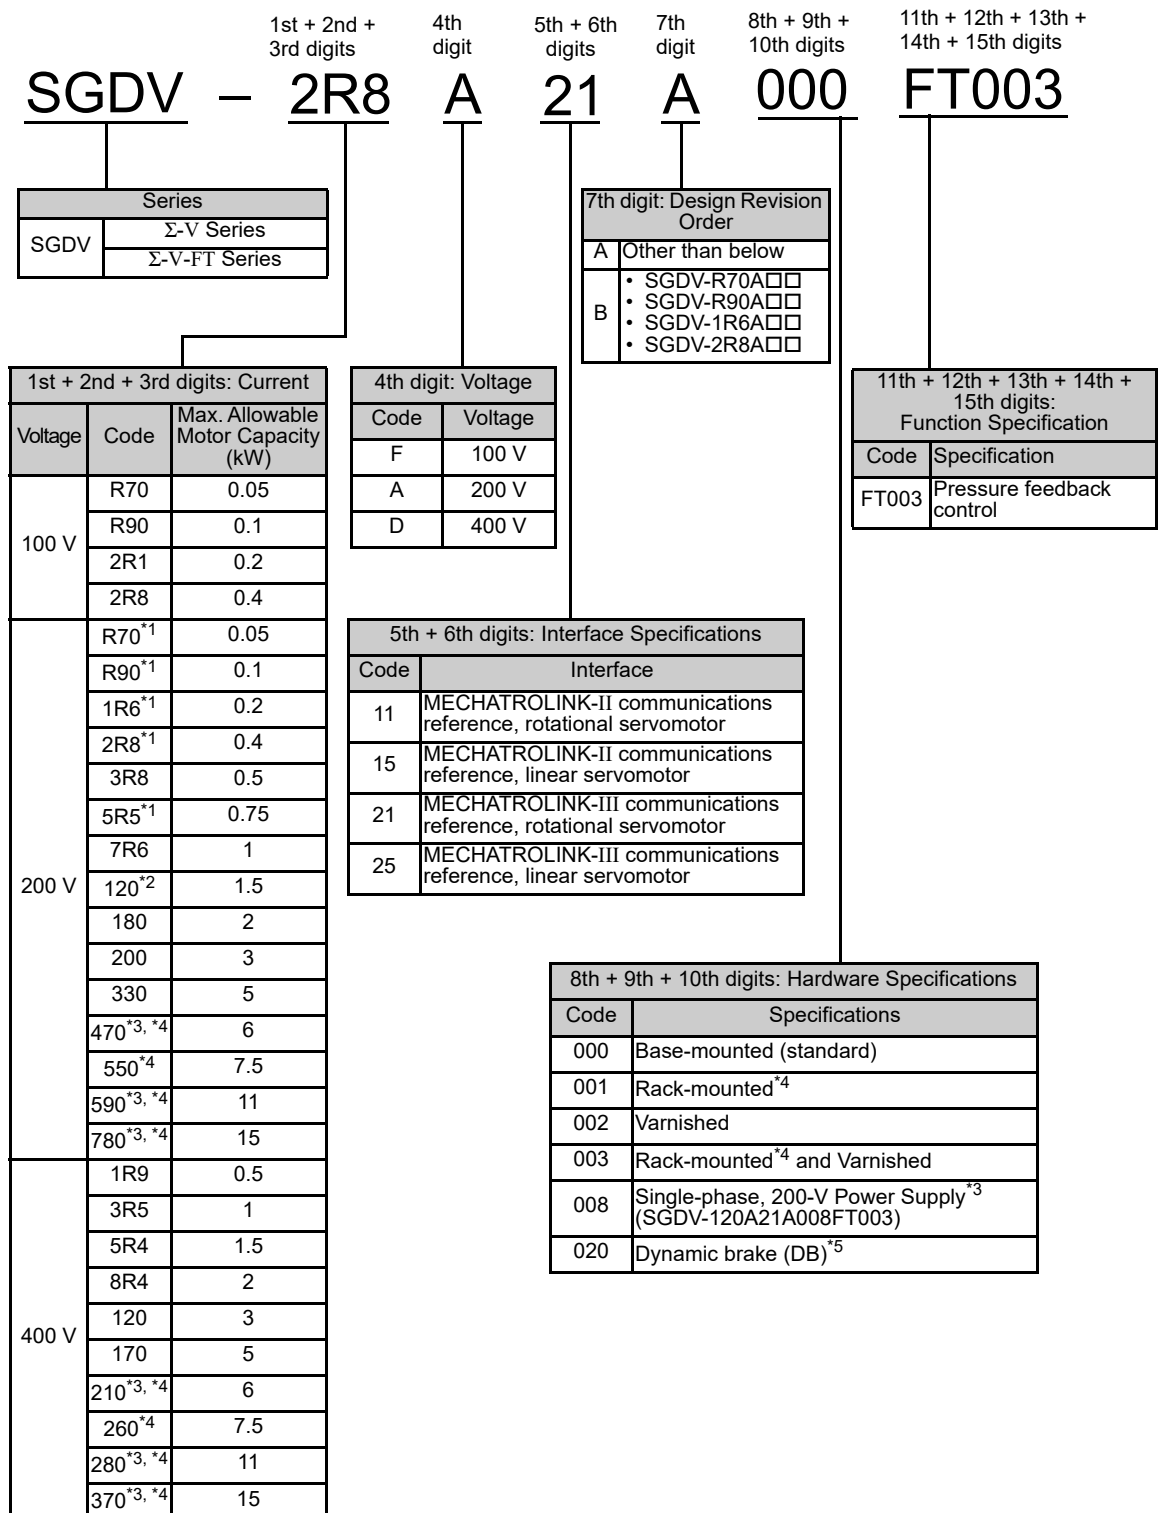 1st + 2nd +
3rd digits
4th
digit
5th + 6th
digits
7th
digit
8th + 9th +
10th digits
11th + 12th + 13th +
14th + 15th digits
SGDV – 2R8 A 21 A 000 FT003
Series
SGDV
Σ-V Series
Σ-V-FT Series
7th digit: Design Revision
Order
A Other than below
B
• SGDV-R70A□□
• SGDV-R90A□□
• SGDV-1R6A□□
• SGDV-2R8A□□
1st + 2nd + 3rd digits: Current
Voltage Code Max. Allowable
Motor Capacity
(kW)
100 V
R70 0.05
R90 0.1
2R1 0.2
2R8 0.4
200 V
R70*1 0.05
R90*1 0.1
1R6*1 0.2
2R8*1 0.4
3R8 0.5
5R5*1 0.75
7R6 1
120*2 1.5
180 2
200 3
330 5
470*3, *4 6
550*4 7.5
590*3, *4 11
780*3, *4 15
400 V
1R9 0.5
3R5 1
5R4 1.5
8R4 2
120 3
170 5
210*3, *4 6
260*4 7.5
280*3, *4 11
370*3, *4 15
4th digit: Voltage
Code Voltage
F 100 V
A 200 V
D 400 V
11th + 12th + 13th + 14th +
15th digits:
Function Specification
Code Specification
FT003 Pressure feedback
control
5th + 6th digits: Interface Specifications
Code Interface
11 MECHATROLINK-II communications
reference, rotational servomotor
15 MECHATROLINK-II communications
reference, linear servomotor
21 MECHATROLINK-III communications
reference, rotational servomotor
25 MECHATROLINK-III communications
reference, linear servomotor
8th + 9th + 10th digits: Hardware Specifications
Code Specifications
000 Base-mounted (standard)
001 Rack-mounted*4
002 Varnished
003 Rack-mounted*4 and Varnished
008 Single-phase, 200-V Power Supply*3
(SGDV-120A21A008FT003)
020 Dynamic brake (DB)*5